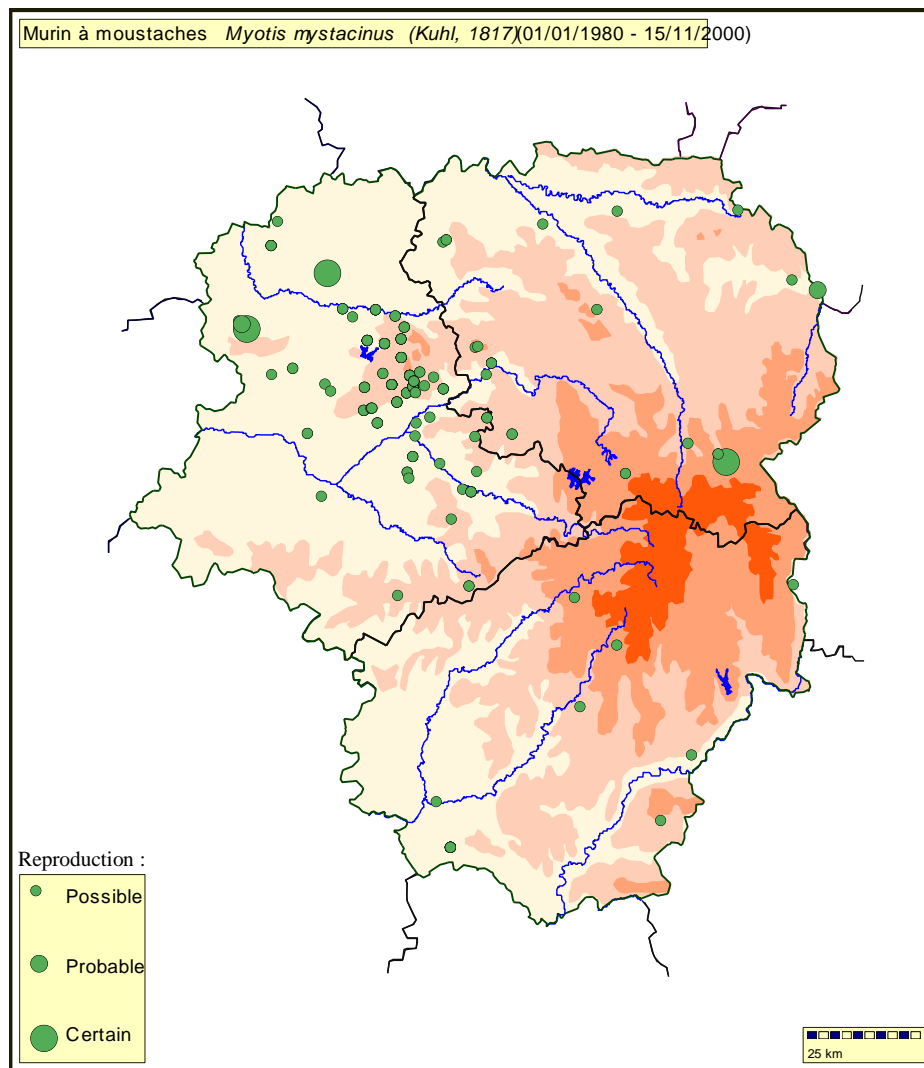 Murin à moustaches Myotis mystacinus (Kuhl, 1817)(01/01/1980 - 15/11/2000)
Reproduction :
Possible
Probable
Certain
25 km